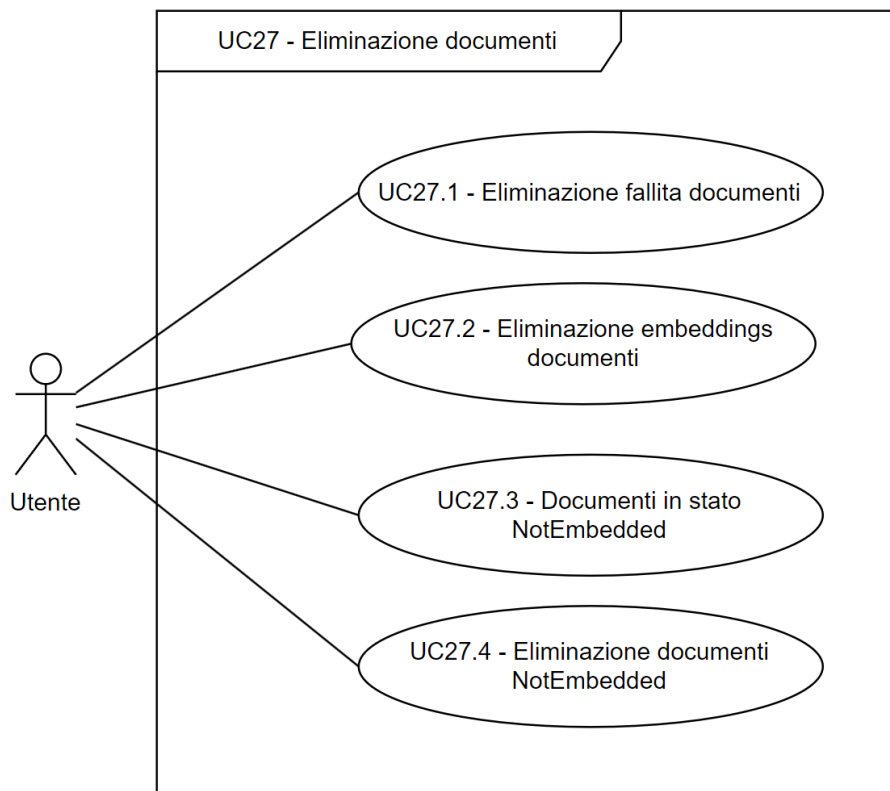 UC27 - Eliminazione documenti
UC27.1 - Eliminazione fallita documenti
UC27.2 - Eliminazione embeddings
documenti
UC27.3 - Documenti in stato
NotEmbedded
UC27.4 - Eliminazione documenti
NotEmbedded
Utente